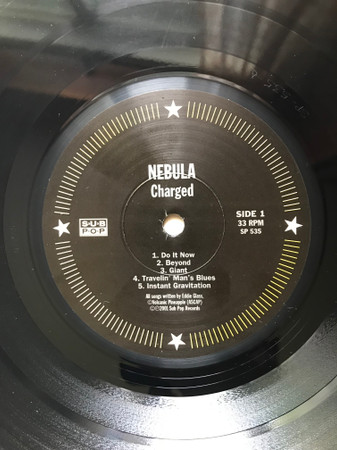 NEBULA
Charged
SUB
POP
SIDE 1
33 RPM
SP 535
1. Do It Now
2. Beyond
3. Giant
4. Travelin' Man's Blues
5. Instant Gravitation
All songs written by Eddie Glass,
©Volcanic Pineapple (ASCAP)
℗©2001 Sub Pop Records